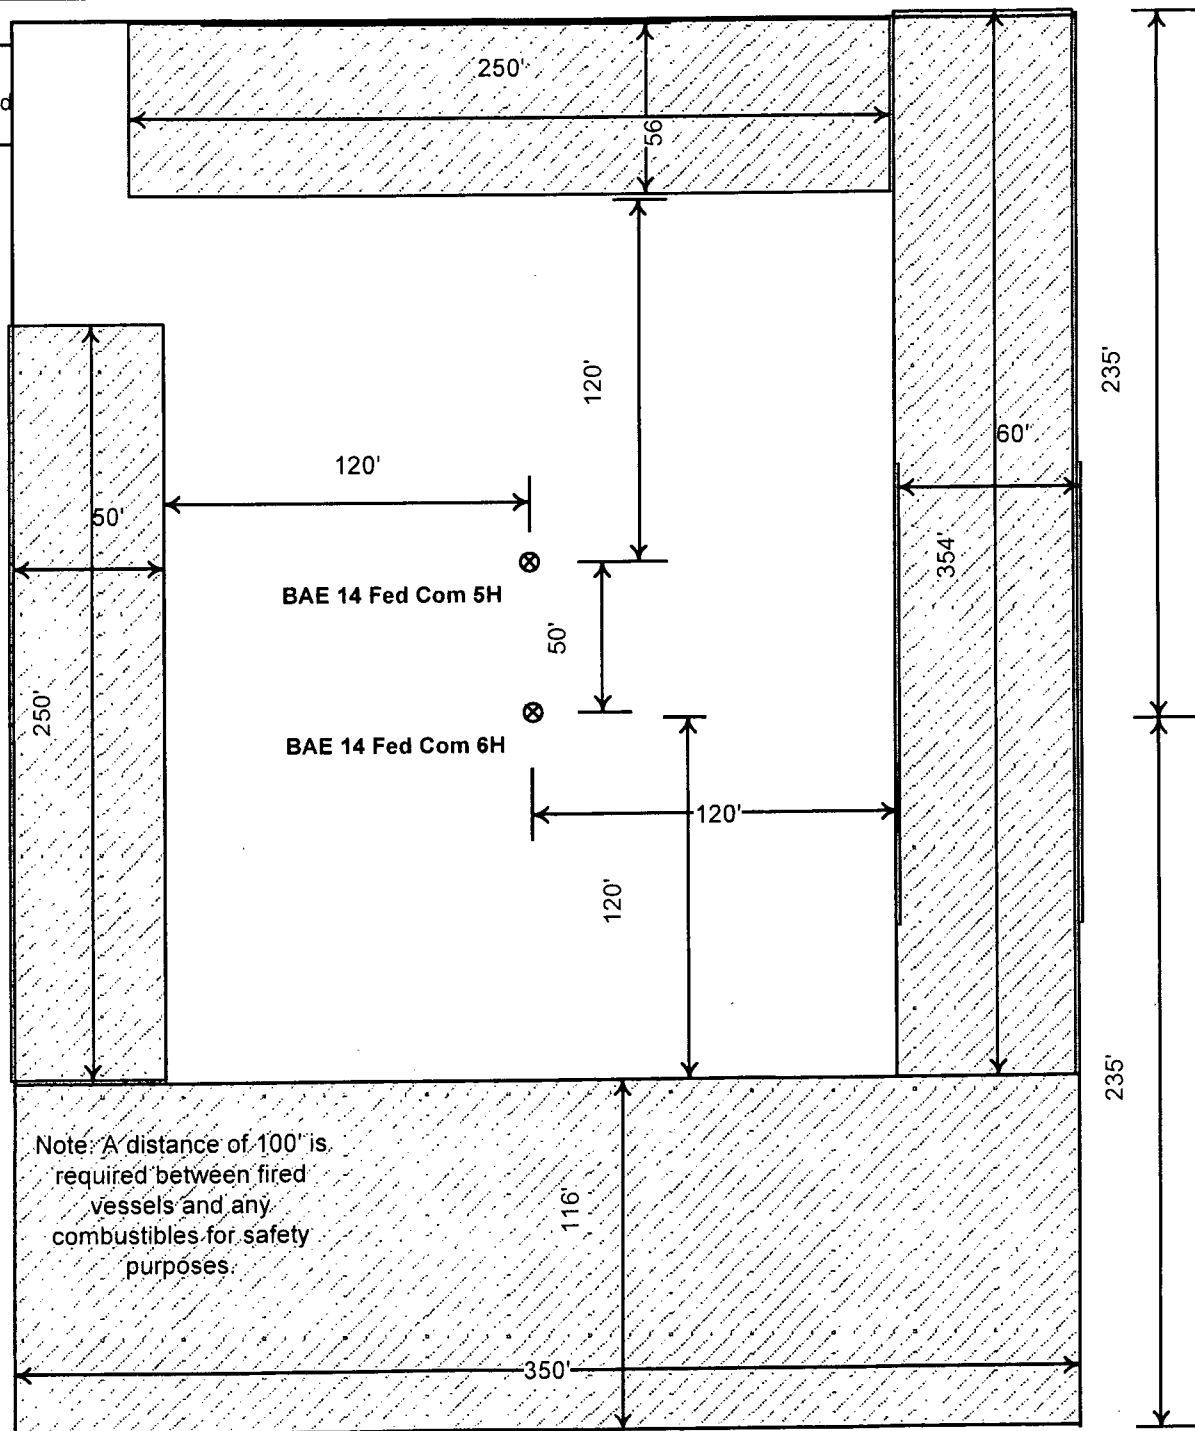 d
250'
56
120'
235'
60'
120'
50'
354'
BAE 14 Fed Com 5H
50'
250'
BAE 14 Fed Com 6H
120'
120'
235'
Note: A distance of 100' is
required between fired
vessels and any
combustibles for safety
purposes.
116'
350'